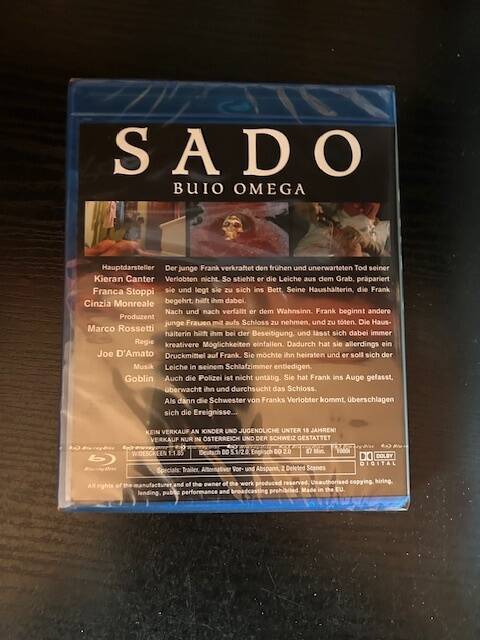 SADO
BUIO OMEGA
Hauptdarsteller
Kieran Canter
Franca Stoppi
Cinzia Monreale
Produzent
Marco Rossetti
Regie
Joe D'Amato
Musik
Goblin
Der junge Frank verkraftet den frühen und unerwarteten Tod seiner
Verlobten nicht. So stiehlt er die Leiche aus dem Grab, präpariert
sie und legt sie zu sich ins Bett. Seine Haushälterin, die Frank
begehrt, hilft ihm dabei.
Nach und nach verfällt er dem Wahnsinn. Frank beginnt andere
junge Frauen mit aufs Schloss zu nehmen, und zu töten. Die Haus-
hälterin hilft ihm bei der Beseitigung, und lässt sich dabei immer
kreativere Möglichkeiten einfallen. Dadurch hat sie allerdings ein
Druckmittel auf Frank. Sie möchte ihn heiraten und er soll sich der
Leiche in seinem Schlafzimmer entledigen.
Auch die Polizei ist nicht untätig. Sie hat Frank ins Auge gefasst,
überwacht ihn und durchsucht das Schloss.
Als dann die Schwester von Franks Verlobter kommt, überschlagen
sich die Ereignisse...
KEIN VERKAUF AN KINDER UND JUGENDLICHE UNTER 18 JAHREN!
VERKAUF NUR IN ÖSTERREICH UND DER SCHWEIZ GESTATTET
Blu-ray Disc
WIDESCREEN 1:1.85 Deutsch DD 5.1/2.0, Englisch DD 2.0 87 Min. 1080i
DOLBY
DIGITAL
Specials: Trailer, Alternativer Vor- und Abspann, 2 Deleted Scenes
All rights of the manufacturer and of the owner of the work produced reserved. Unauthorised copying, hiring,
lending, public performance and broadcasting prohibited. Made in the EU.